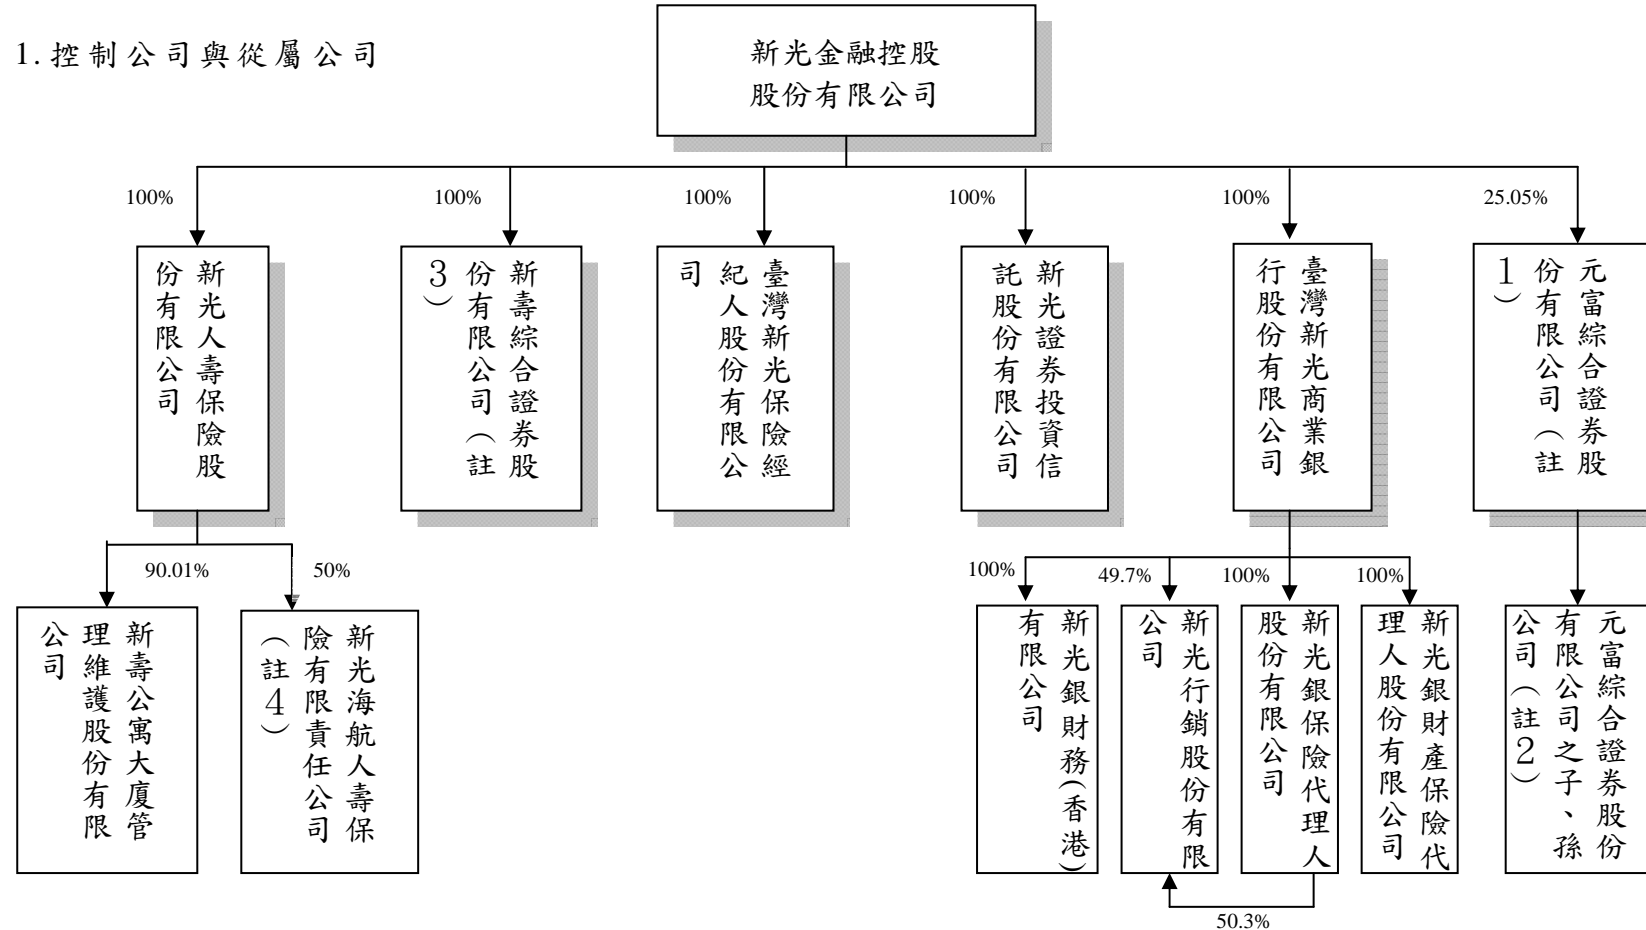 1.控制公司與從屬公司
新光金融控股
股份有限公司
100%
100%
100%
100%
100%
25.05%
新光人壽保險股
份有限公司
新壽綜合證券股
份有限公司（註
3）
臺灣新光保險經
紀人股份有限公
司
新光證券投資信
託股份有限公司
臺灣新光商業銀
行股份有限公司
元富綜合證券股
份有限公司（註
1）
90.01%
50%
100%
49.7%
100%
100%
新壽公寓大廈管
理維護股份有限
公司
新光海航人壽保
險有限責任公司
（註4）
新光銀財務(香港)
有限公司
新光行銷股份有限
公司
新光銀保險代理人
股份有限公司
新光銀財產保險代
理人股份有限公司
元富綜合證券股份
有限公司之子、孫
公司（註2）
50.3%